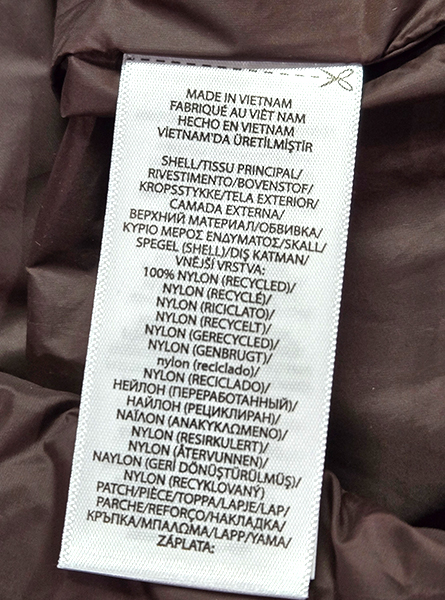 MADE IN VIETNAM
FABRIQUÉ AU VIÊT NAM
HECHO EN VIETNAM
VİETNAM'DA ÜRETİLMİŞTİR
SHELL/TISSU PRINCIPAL/
RIVESTIMENTO/BOVENSTOF/
KROPSSTYKKE/TELA EXTERIOR/
CAMADA EXTERNA/
ВЕРХНИЙ МАТЕРИАЛ/ОБВИВКА/
ΚΥΡΙΟ ΜΕΡΟΣ ΕΝΔΥΜΑΤΟΣ/SKALL/
SPEGEL (SHELL)/DIŞ KATMAN/
VNĚJŠÍ VRSTVA:
100% NYLON (RECYCLED)/
NYLON (RECYCLÉ)/
NYLON (RICICLATO)/
NYLON (RECYCELT)/
NYLON (GERECYCLED)/
NYLON (GENBRUGT)/
nylon (reciclado)/
NYLON (RECICLADO)/
НЕЙЛОН (ПЕРЕРАБОТАННЫЙ)/
НАЙЛОН (РЕЦИКЛИРАН)/
ΝΑΪΛΟΝ (ΑΝΑΚΥΚΛΩΜΕΝΟ)/
NYLON (RESIRKULERT)/
NYLON (ÅTERVUNNEN)/
NAYLON (GERİ DÖNÜŞTÜRÜLMÜŞ)/
NYLON (RECYKLOVANÝ)
PATCH/PIÈCE/TOPPA/LAPJE/LAP/
PARCHE/REFORÇO/НАКЛАДКА/
КРЪПКА/ΜΠΑΛΩΜΑ/LAPP/YAMA/
ZÁPLATA: